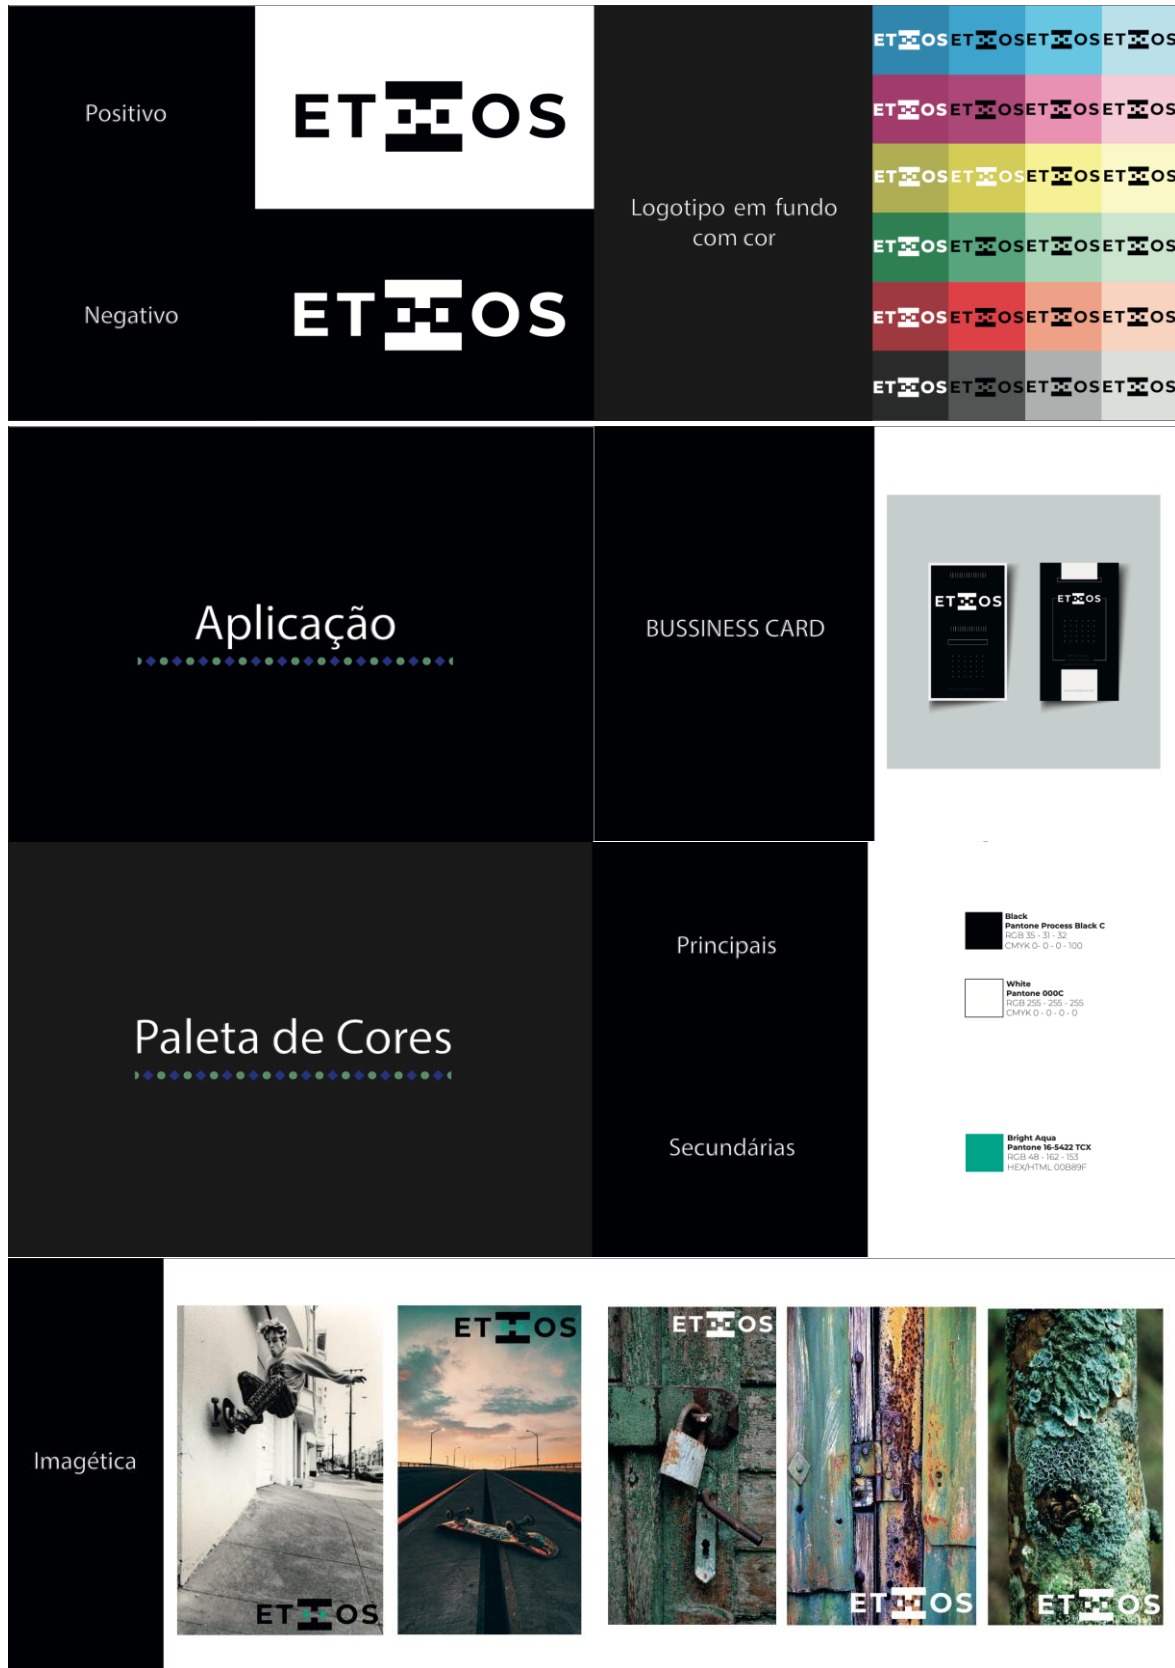 Positivo
ETHOS
Negativo
ETHOS
Logotipo em fundo
com cor
ETHOS ETHOS ETHOS ETHOS
ETHOS ETHOS ETHOS ETHOS
ETHOS ETHOS ETHOS ETHOS
ETHOS ETHOS ETHOS ETHOS
ETHOS ETHOS ETHOS ETHOS
ETHOS ETHOS ETHOS ETHOS
Aplicação
BUSSINESS CARD
ETHOS
ETHOS
Paleta de Cores
Principais
Black
Pantone Process Black C
RGB 35 - 31 - 32
CMYK 0- 0 - 0 - 100
White
Pantone 000C
RGB 255 - 255 - 255
CMYK 0 - 0 - 0 - 0
Secundárias
Bright Aqua
Pantone 16-5422 TCX
RGB 48 - 162 - 153
HEX/HTML 00B89F
Imagética
ETHOS
ETHOS
ETHOS
ETHOS
ETHOS